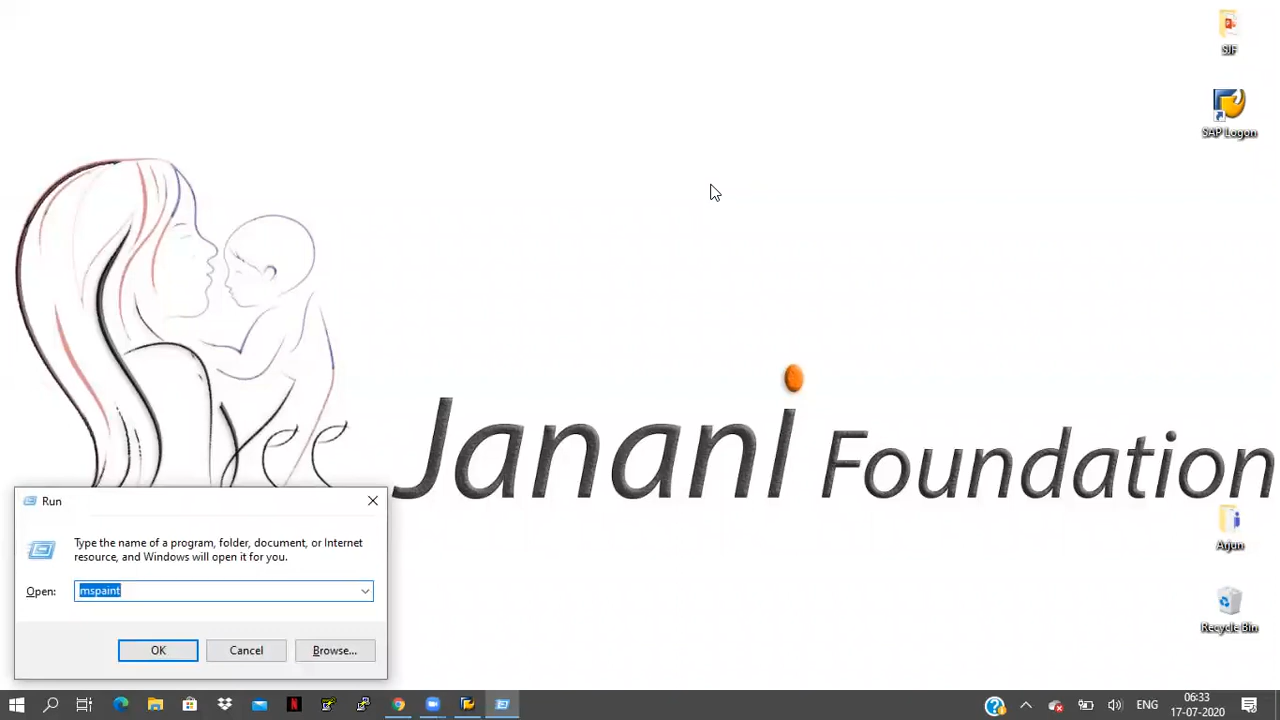 SJF
SAP Logon
Janani Foundation
Run
Type the name of a program, folder, document, or Internet
resource, and Windows will open it for you.
Open: mspaint
OK Cancel Browse...
Arjun
Recycle Bin
ENG
06:33
17-07-2020